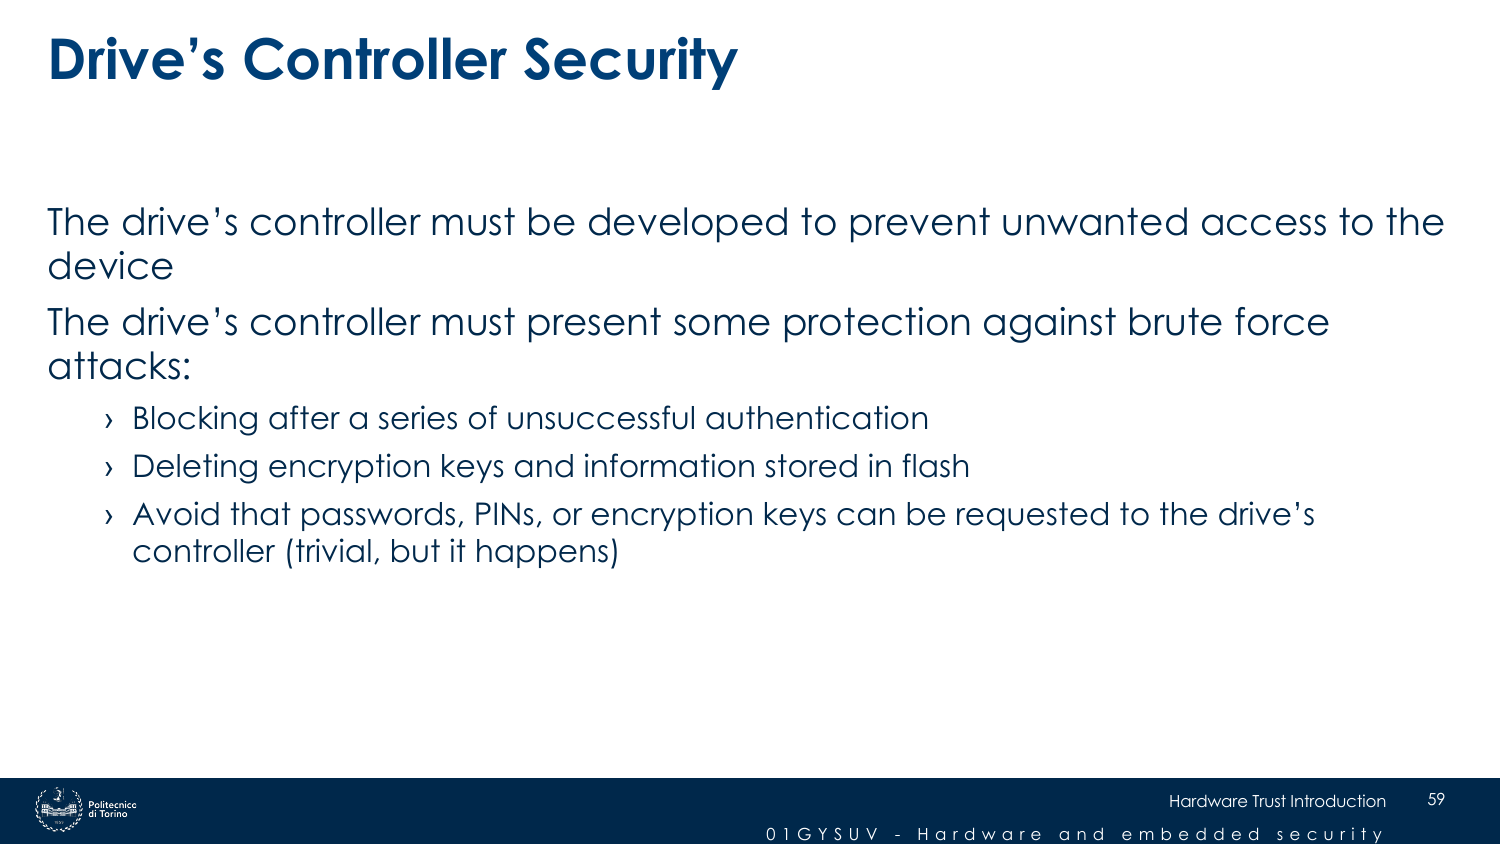 Drive’s Controller Security
The drive’s controller must be developed to prevent unwanted access to the
device
The drive’s controller must present some protection against brute force
attacks:
› Blocking after a series of unsuccessful authentication
› Deleting encryption keys and information stored in flash
› Avoid that passwords, PINs, or encryption keys can be requested to the drive’s
controller (trivial, but it happens)
Politecnico
di Torino
Hardware Trust Introduction
59
01GYSUV - Hardware and embedded security